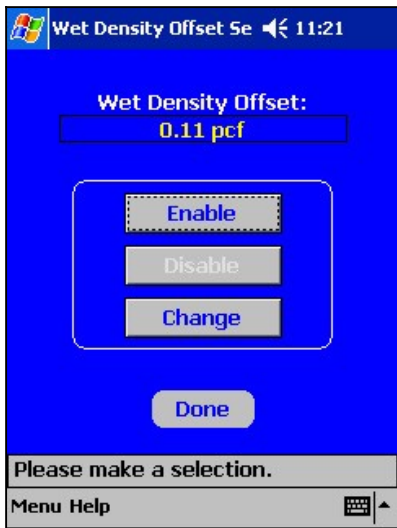 Wet Density Offset Se 11:21
Wet Density Offset:
0.11 pcf
Enable
Disable
Change
Done
Please make a selection.
Menu Help